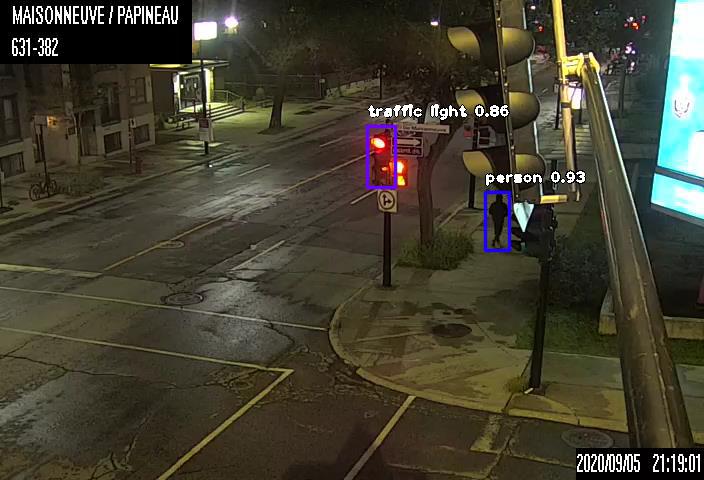 MAISONNEUVE / PAPINEAU
631-382
traffic light 0.86
person 0.93
2020/09/05 21:19:01